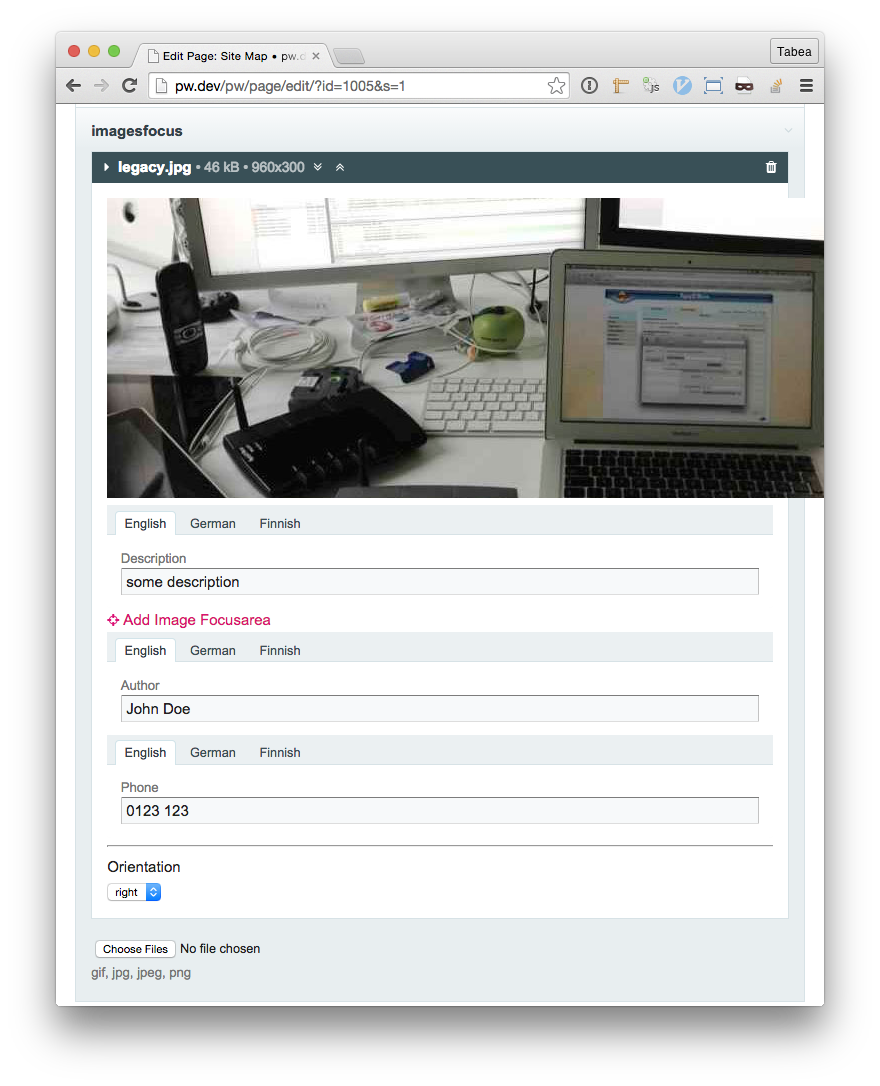 Edit Page: Site Map • pw.d
Tabea
pw.dev/pw/page/edit/?id=1005&s=1
js
imagesfocus
legacy.jpg • 46 kB • 960x300
English German Finnish
Description
some description
Add Image Focusarea
English German Finnish
Author
John Doe
English German Finnish
Phone
0123 123
Orientation
right
Choose Files No file chosen
gif, jpg, jpeg, png